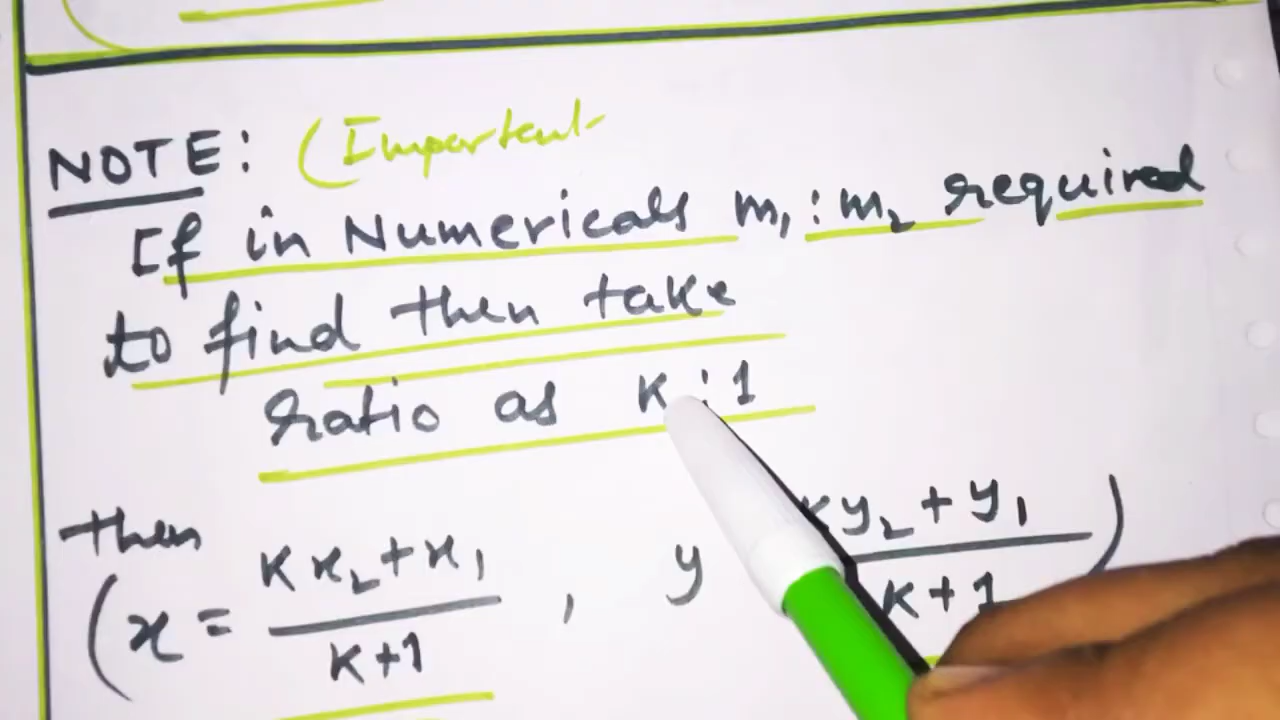 NOTE: (Important
If in Numericals m₁ : m₂ required
to find then take
ratio as K : 1
then
(x = Kx₂+x₁ / K+1 , y Ky₂+y₁ / K+1 )